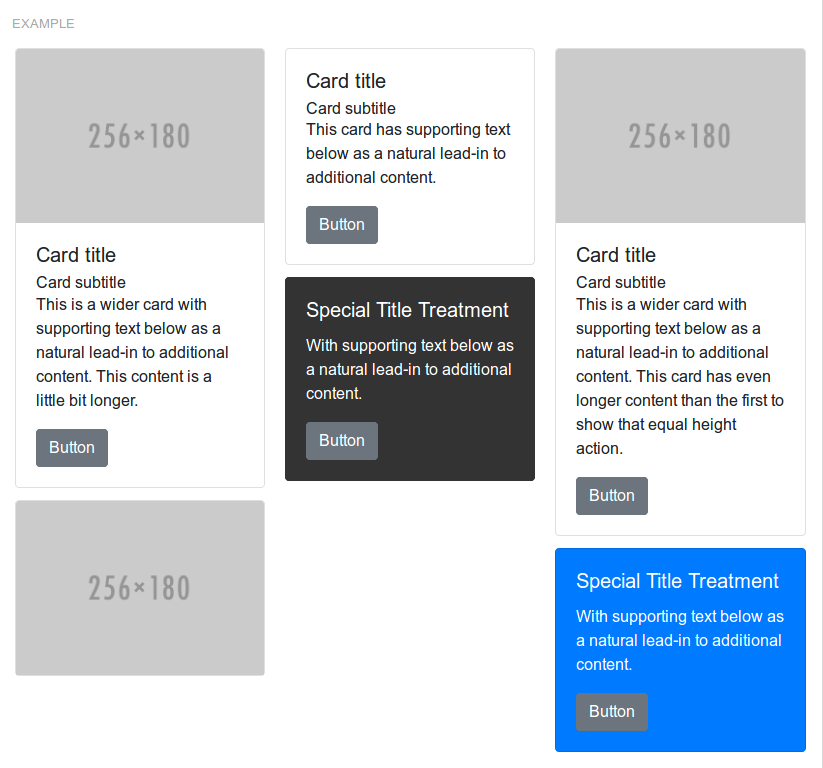 EXAMPLE
256×180
Card title
Card subtitle
This is a wider card with
supporting text below as a
natural lead-in to additional
content. This content is a
little bit longer.
Button
256×180
Card title
Card subtitle
This card has supporting text
below as a natural lead-in to
additional content.
Button
Special Title Treatment
With supporting text below as
a natural lead-in to additional
content.
Button
256×180
Card title
Card subtitle
This is a wider card with
supporting text below as a
natural lead-in to additional
content. This card has even
longer content than the first to
show that equal height
action.
Button
Special Title Treatment
With supporting text below as
a natural lead-in to additional
content.
Button